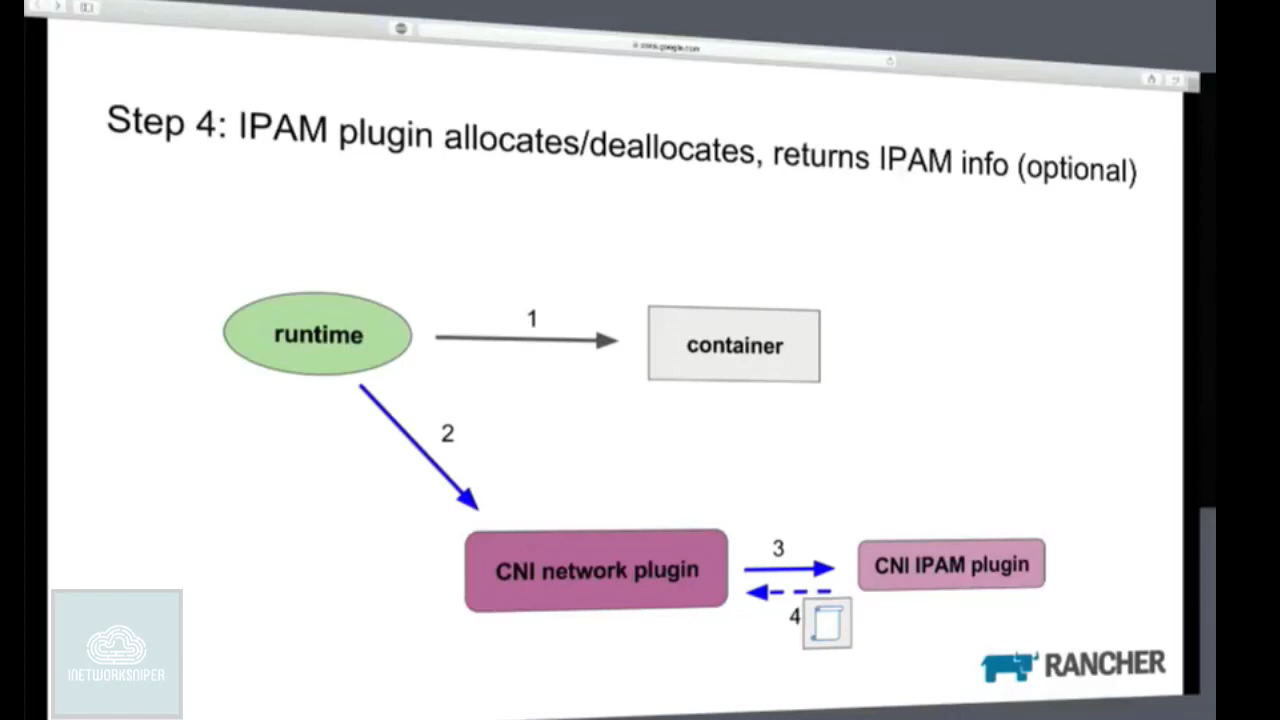 Step 4: IPAM plugin allocates/deallocates, returns IPAM info (optional)
runtime
1
container
2
CNI network plugin
3
CNI IPAM plugin
4
RANCHER
INETWORKSNIPER